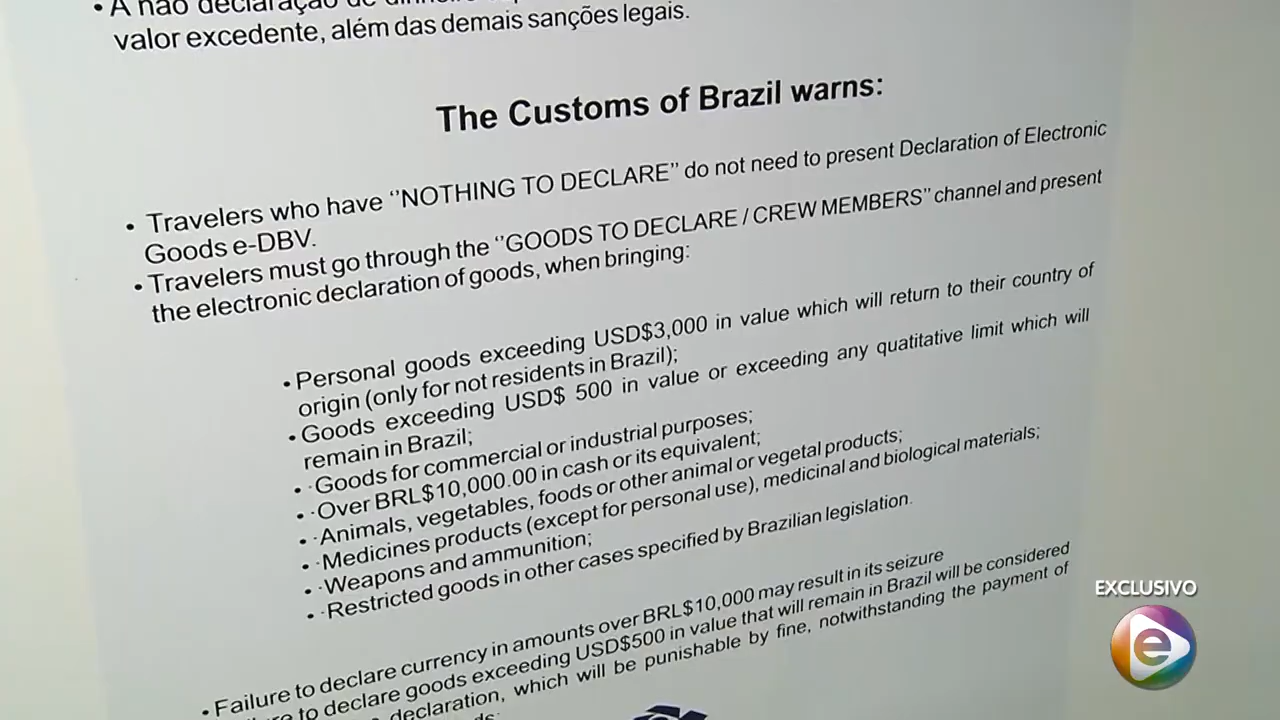 • A não declaração de
valor excedente, além das demais sanções legais.
The Customs of Brazil warns:
• Travelers who have ‘’NOTHING TO DECLARE’’ do not need to present Declaration of Electronic
Goods e-DBV.
• Travelers must go through the ‘’GOODS TO DECLARE / CREW MEMBERS’’ channel and present
the electronic declaration of goods, when bringing:
• Personal goods exceeding USD$3,000 in value which will return to their country of
origin (only for not residents in Brazil);
• Goods exceeding USD$ 500 in value or exceeding any quatitative limit which will
remain in Brazil;
• ·Goods for commercial or industrial purposes;
• ·Over BRL$10,000.00 in cash or its equivalent;
• ·Animals, vegetables, foods or other animal or vegetal products;
• ·Medicines products (except for personal use), medicinal and biological materials;
• ·Weapons and ammunition;
• ·Restricted goods in other cases specified by Brazilian legislation.
• Failure to declare currency in amounts over BRL$10,000 may result in its seizure
to declare goods exceeding USD$500 in value that will remain in Brazil will be considered
declaration, which will be punishable by fine, notwithstanding the payment of
EXCLUSIVO
e